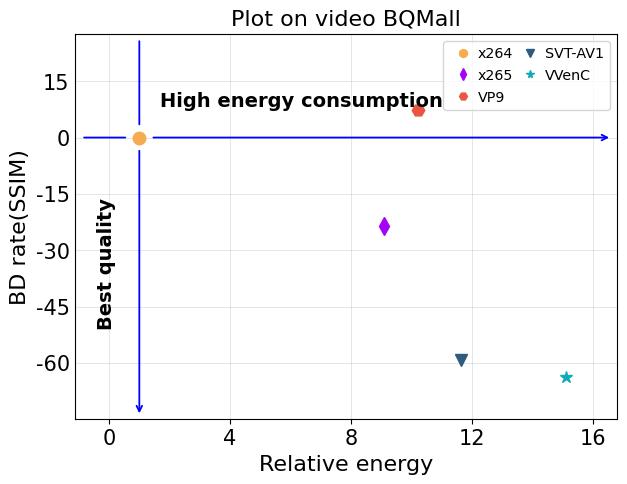 Plot on video BQMall
x264
x265
VP9
SVT-AV1
VVenC
High energy consumption
Best quality
BD rate(SSIM)
15
0
-15
-30
-45
-60
0 4 8 12 16
Relative energy